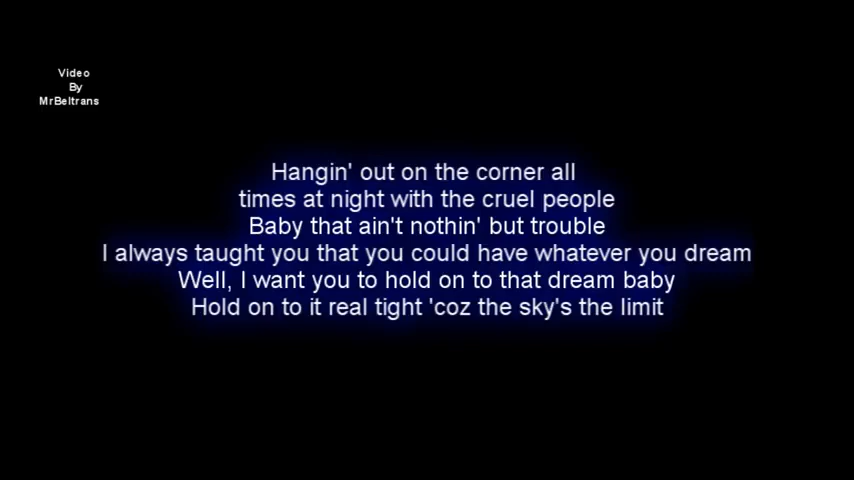 Video
By
MrBeltrans
Hangin' out on the corner all
times at night with the cruel people
Baby that ain't nothin' but trouble
I always taught you that you could have whatever you dream
Well, I want you to hold on to that dream baby
Hold on to it real tight 'coz the sky's the limit